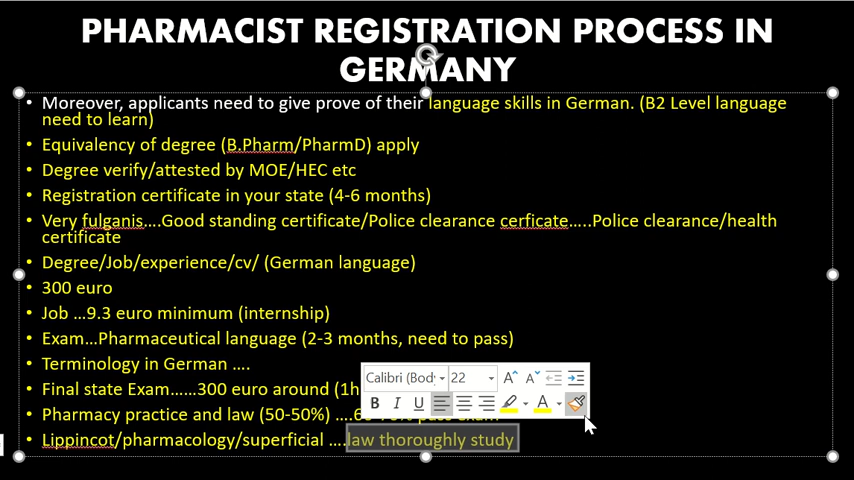 PHARMACIST REGISTRATION PROCESS IN
GERMANY
• Moreover, applicants need to give prove of their language skills in German. (B2 Level language
need to learn)
• Equivalency of degree (B.Pharm/PharmD) apply
• Degree verify/attested by MOE/HEC etc
• Registration certificate in your state (4-6 months)
• Very fulganis….Good standing certificate/Police clearance cerficate…..Police clearance/health
certificate
• Degree/Job/experience/cv/ (German language)
• 300 euro
• Job …9.3 euro minimum (internship)
• Exam…Pharmaceutical language (2-3 months, need to pass)
• Terminology in German ….
• Final state Exam……300 euro around (1h
Calibri (Body 22
B I U A
• Pharmacy practice and law (50-50%) ….
• Lippincot/pharmacology/superficial ….law thoroughly study